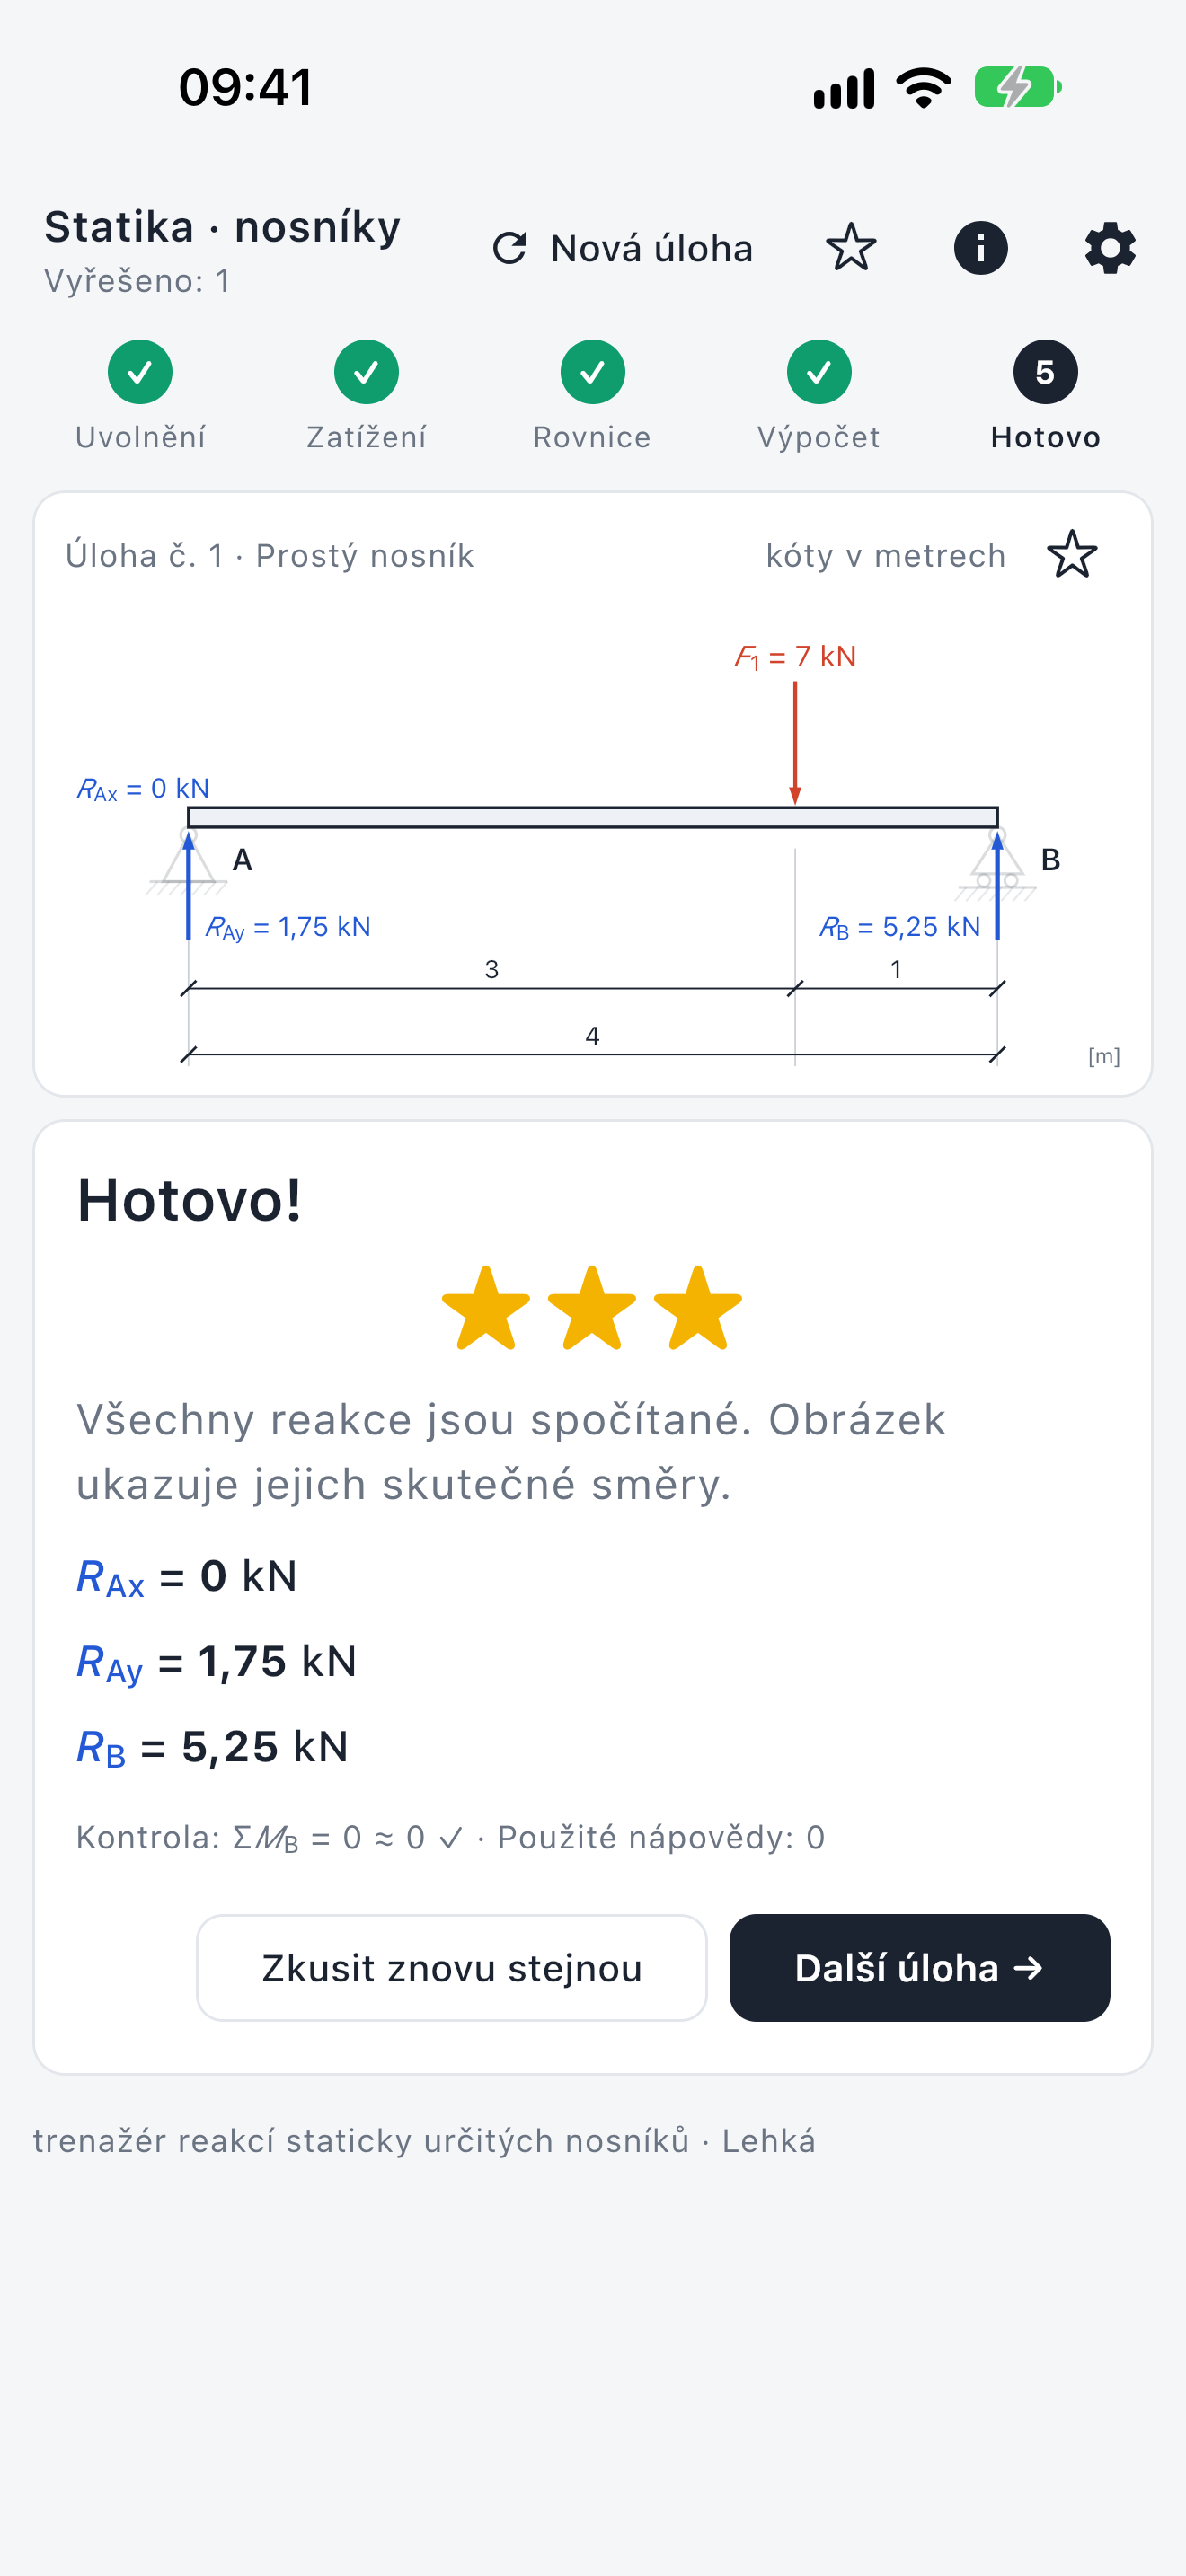 09:41
Statika · nosníky
Vyřešeno: 1
Nová úloha
Uvolnění
Zatížení
Rovnice
Výpočet
5
Hotovo
Úloha č. 1 · Prostý nosník
kóty v metrech
F1 = 7 kN
RAx = 0 kN
A
B
RAy = 1,75 kN
RB = 5,25 kN
3
1
4
[m]
Hotovo!
Všechny reakce jsou spočítané. Obrázek
ukazuje jejich skutečné směry.
RAx = 0 kN
RAy = 1,75 kN
RB = 5,25 kN
Kontrola: ΣMB = 0 ≈ 0 ✓ · Použité nápovědy: 0
Zkusit znovu stejnou
Další úloha →
trenažér reakcí staticky určitých nosníků · Lehká